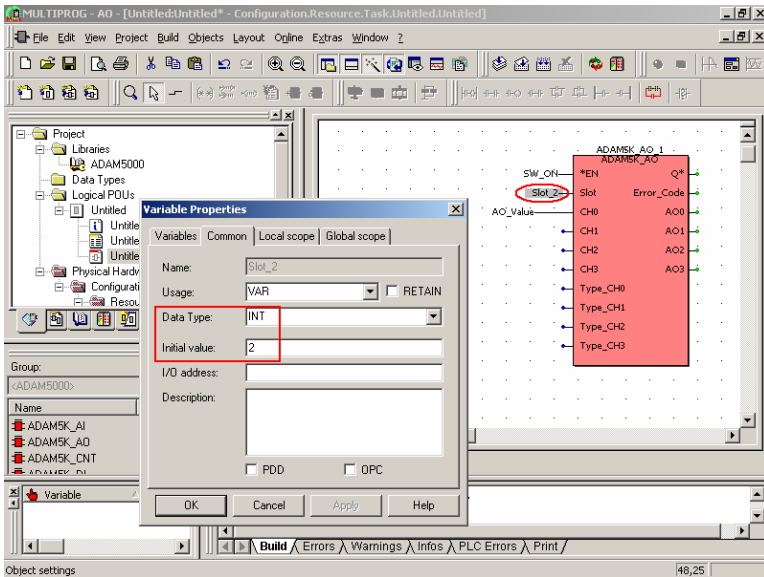 MULTIPROG - AO - [Untitled:Untitled* - Configuration.Resource.Task.Untitled.Untitled]
File Edit View Project Build Objects Layout Online Extras Window ?
Project
Libraries
ADAM5000
Data Types
Logical POUs
Untitled
Untitle
Untitle
Untitle
Physical Hardw
Configurati
Resou
Group:
<ADAM5000>
Name
ADAM5K_AI
ADAM5K_AO
ADAM5K_CNT
Variable
Variable Properties
Variables Common Local scope Global scope
Name: Slot_2
Usage: VAR RETAIN
Data Type: INT
Initial value: 2
I/O address:
Description:
PDD OPC
OK Cancel Apply Help
ADAM5K_AO_1
ADAM5K_AO
SW_ON *EN Q*
Slot_2 Slot Error_Code
AO_Value CH0 AO0
CH1 AO1
CH2 AO2
CH3 AO3
Type_CH0
Type_CH1
Type_CH2
Type_CH3
Build Errors Warnings Infos PLC Errors Print
Object settings
48,25